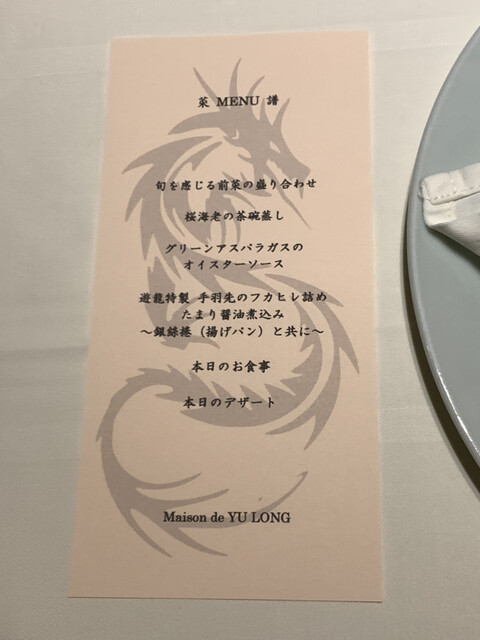 菜 MENU 譜
旬を感じる前菜の盛り合わせ
桜海老の茶碗蒸し
グリーンアスパラガスの
オイスターソース
遊龍特製 手羽先のフカヒレ詰め
たまり醤油煮込み
～銀絲捲（揚げパン）と共に～
本日のお食事
本日のデザート
Maison de YU LONG